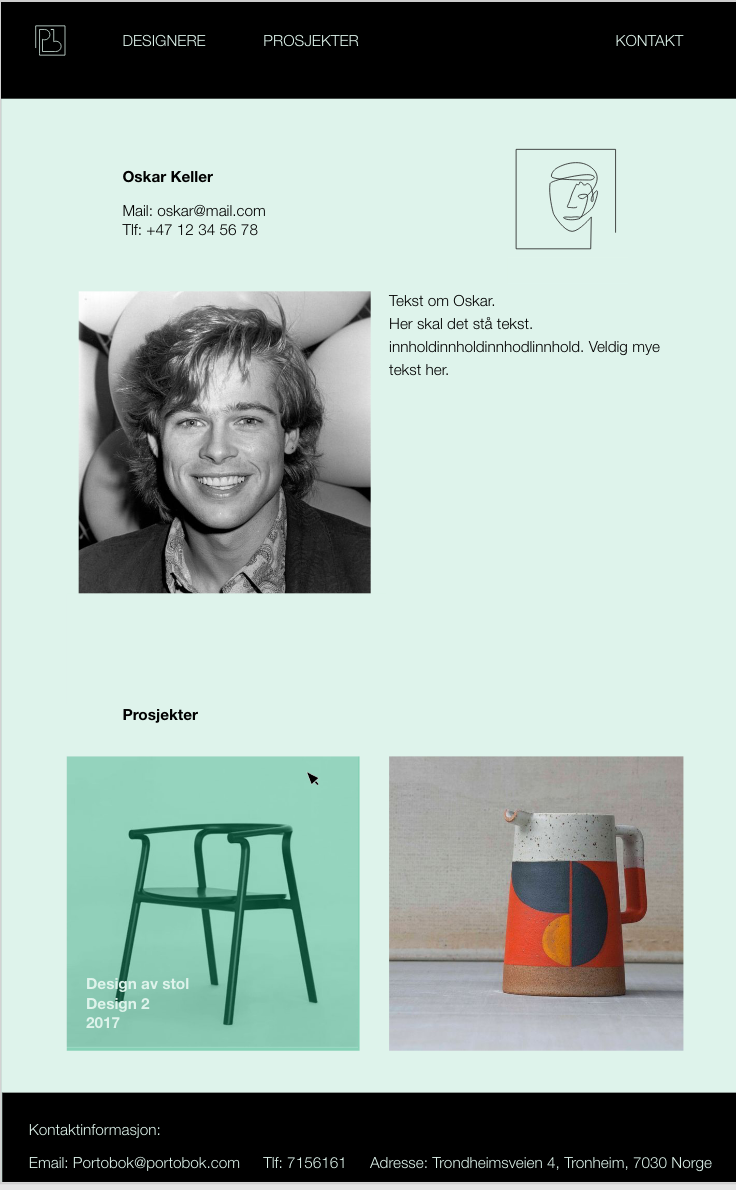 PB
DESIGNERE PROSJEKTER KONTAKT
Oskar Keller
Mail: oskar@mail.com
Tlf: +47 12 34 56 78
Tekst om Oskar.
Her skal det stå tekst.
innholdinnholdinnhodlinnhold. Veldig mye
tekst her.
Prosjekter
Design av stol
Design 2
2017
Kontaktinformasjon:
Email: Portobok@portobok.com Tlf: 7156161 Adresse: Trondheimsveien 4, Tronheim, 7030 Norge